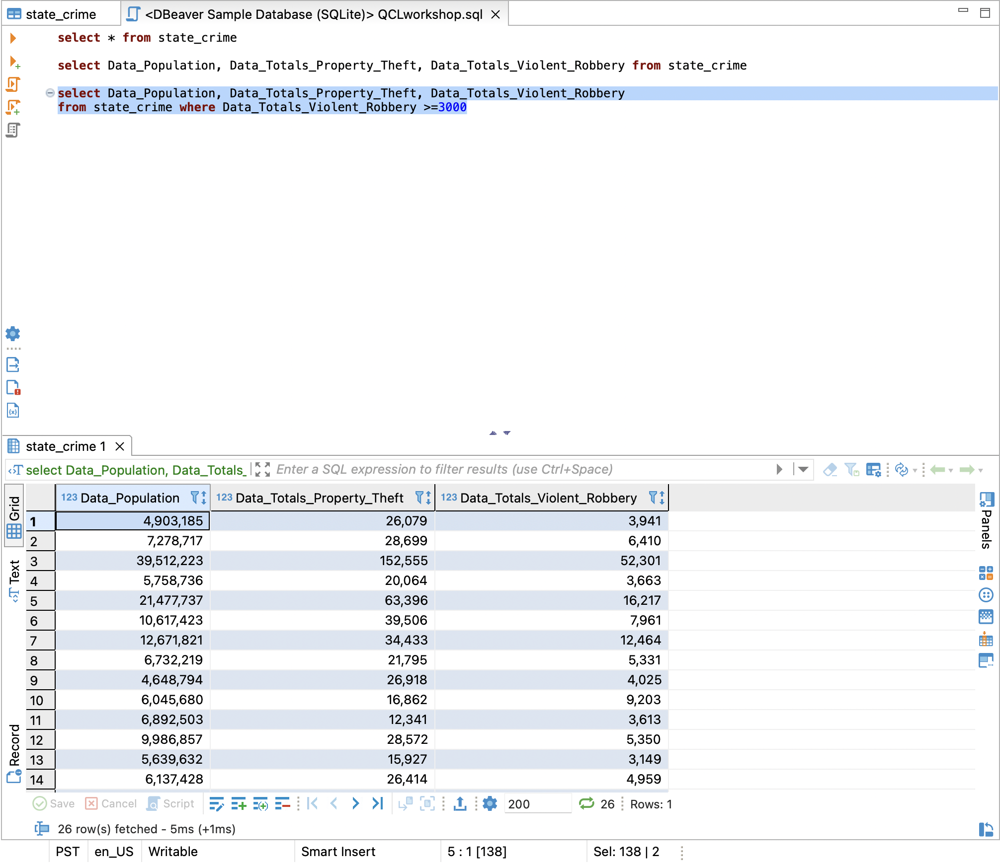 state_crime
<DBeaver Sample Database (SQLite)> QCLworkshop.sql
select * from state_crime
select Data_Population, Data_Totals_Property_Theft, Data_Totals_Violent_Robbery from state_crime
select Data_Population, Data_Totals_Property_Theft, Data_Totals_Violent_Robbery
from state_crime where Data_Totals_Violent_Robbery >=3000
state_crime 1
select Data_Population, Data_Totals_ Enter a SQL expression to filter results (use Ctrl+Space)
Grid
Text
Record
Panels
123 Data_Population 123 Data_Totals_Property_Theft 123 Data_Totals_Violent_Robbery
1 4,903,185 26,079 3,941
2 7,278,717 28,699 6,410
3 39,512,223 152,555 52,301
4 5,758,736 20,064 3,663
5 21,477,737 63,396 16,217
6 10,617,423 39,506 7,961
7 12,671,821 34,433 12,464
8 6,732,219 21,795 5,331
9 4,648,794 26,918 4,025
10 6,045,680 16,862 9,203
11 6,892,503 12,341 3,613
12 9,986,857 28,572 5,350
13 5,639,632 15,927 3,149
14 6,137,428 26,414 4,959
Save Cancel Script 200 26 Rows: 1
26 row(s) fetched - 5ms (+1ms)
PST en_US Writable Smart Insert 5 : 1 [138] Sel: 138 | 2